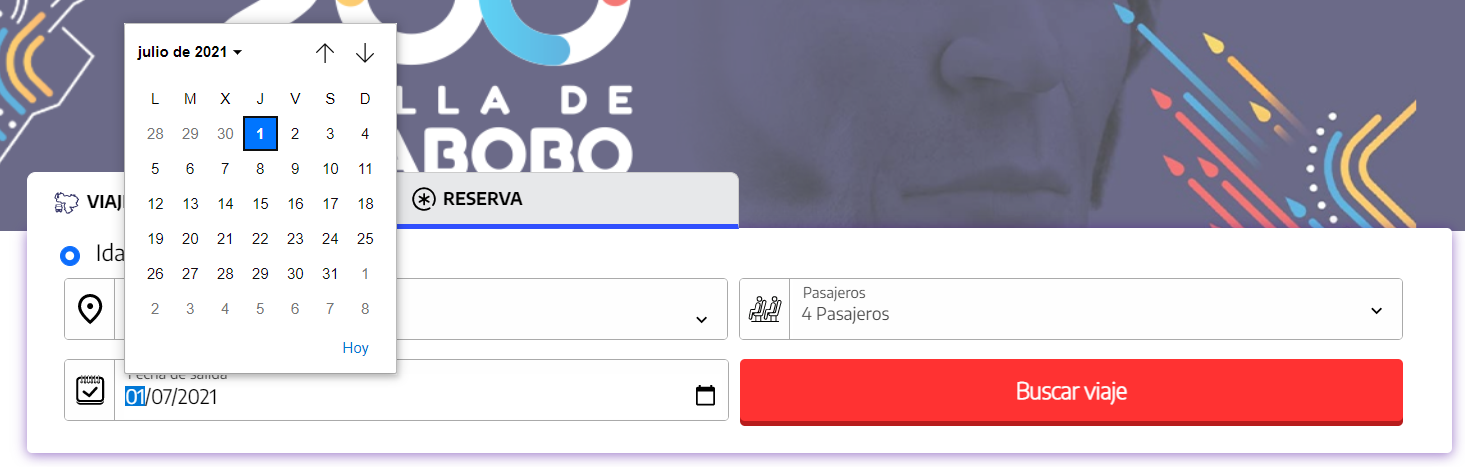 200
LLA DE
ABOBO
julio de 2021
L M X J V S D
28 29 30 1 2 3 4
5 6 7 8 9 10 11
12 13 14 15 16 17 18
19 20 21 22 23 24 25
26 27 28 29 30 31 1
2 3 4 5 6 7 8
Hoy
VIAJ
RESERVA
Ida
Pasajeros
4 Pasajeros
Fecha de salida
01/07/2021
Buscar viaje